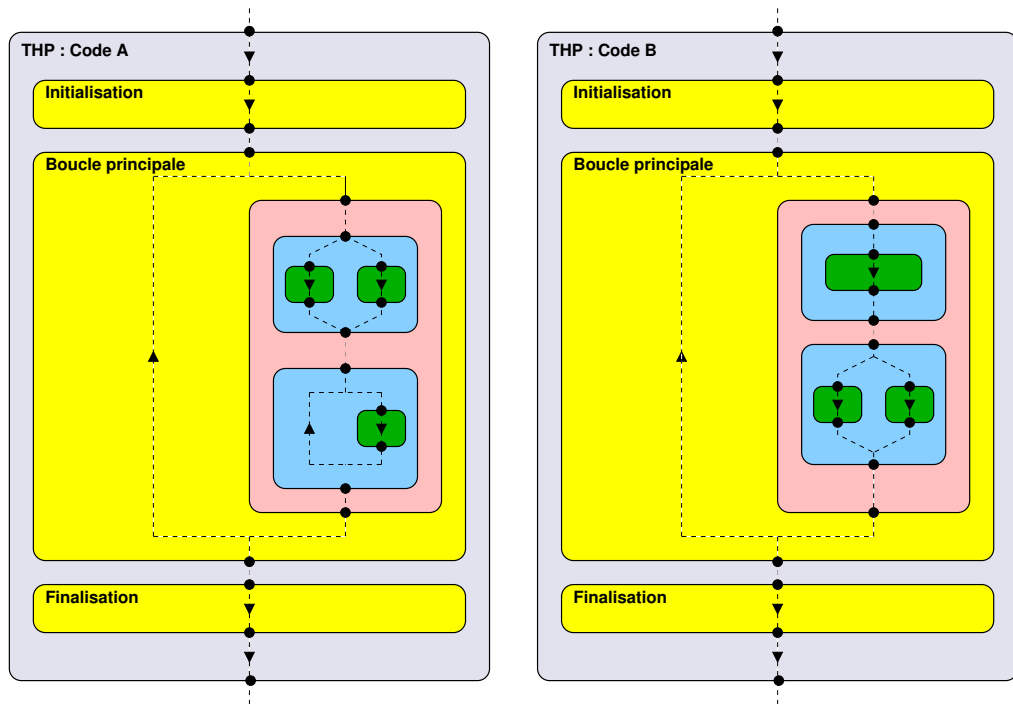 THP : Code A
Initialisation
Boucle principale
Finalisation
THP : Code B
Initialisation
Boucle principale
Finalisation